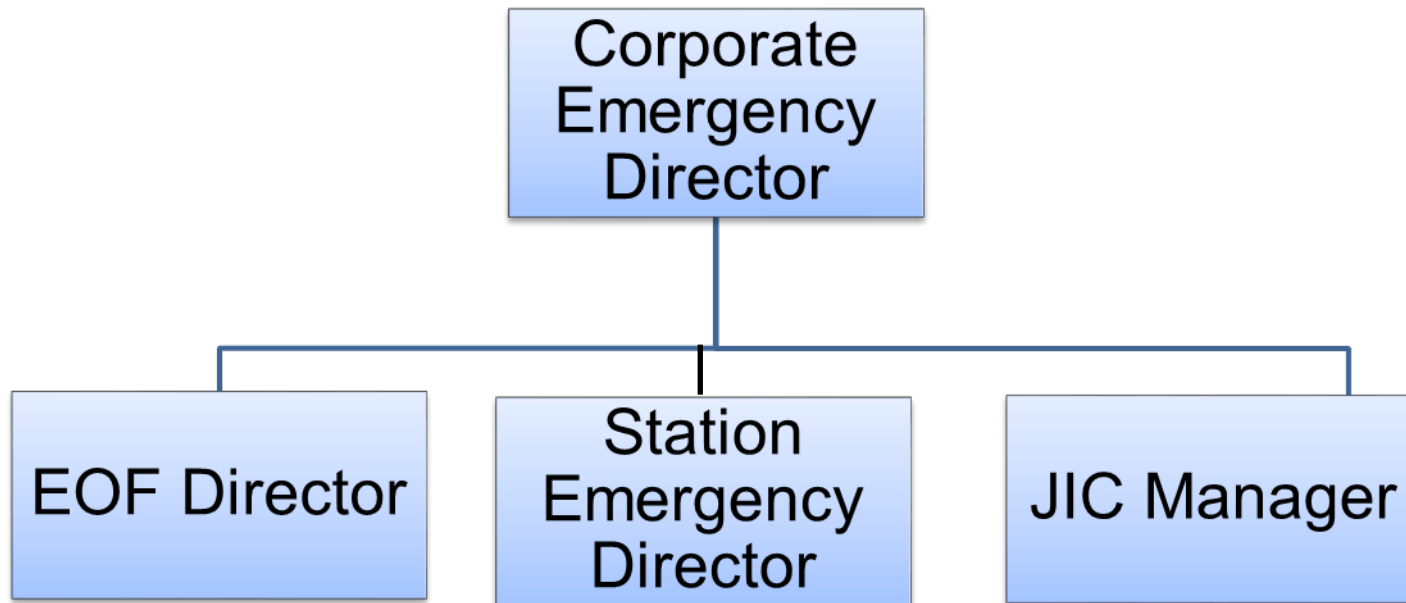 Corporate
Emergency
Director
EOF Director
Station
Emergency
Director
JIC Manager